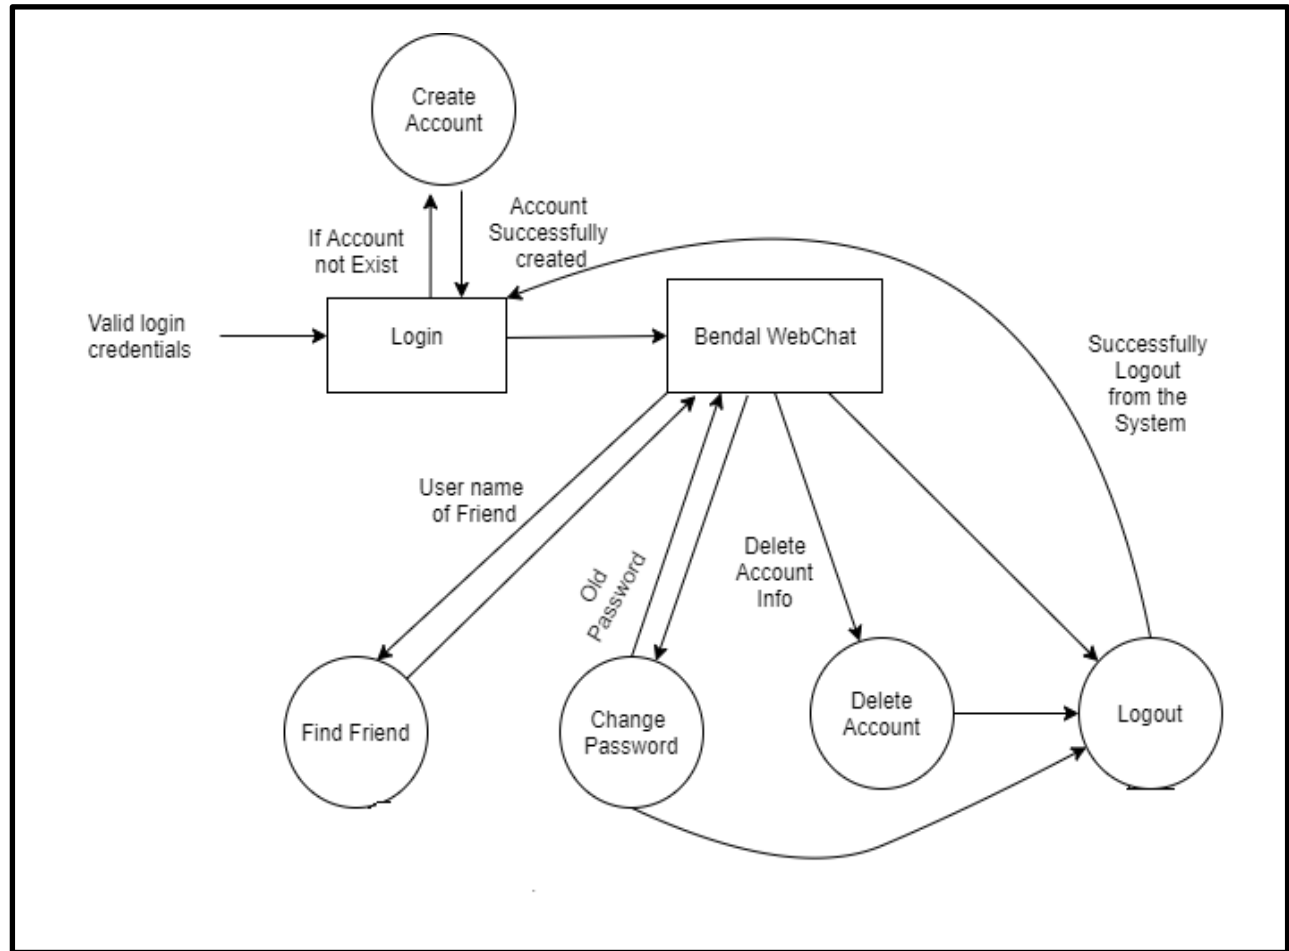 Create
Account
If Account
not Exist
Account
Successfully
created
Valid login
credentials
Login
Bendal WebChat
Successfully
Logout
from the
System
User name
of Friend
Old
Password
Delete
Account
Info
Find Friend
Change
Password
Delete
Account
Logout